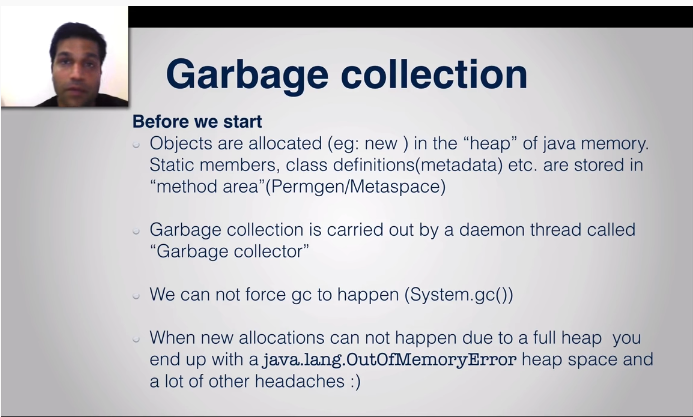 Garbage collection
Before we start
Objects are allocated (eg: new ) in the “heap” of java memory.
Static members, class definitions(metadata) etc. are stored in
“method area”(Permgen/Metaspace)
Garbage collection is carried out by a daemon thread called
“Garbage collector”
We can not force gc to happen (System.gc())
When new allocations can not happen due to a full heap you
end up with a java.lang.OutOfMemoryError heap space and
a lot of other headaches :)